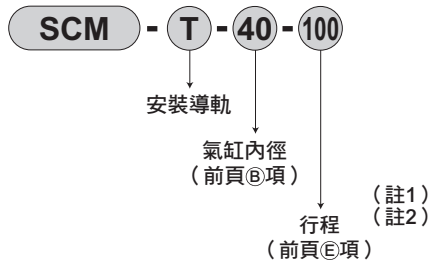 SCM - T - 40 - 100
安裝導軌
氣缸內徑
（前頁Ⓑ項）
（註1）
行程 （註2）
（前頁Ⓔ項）